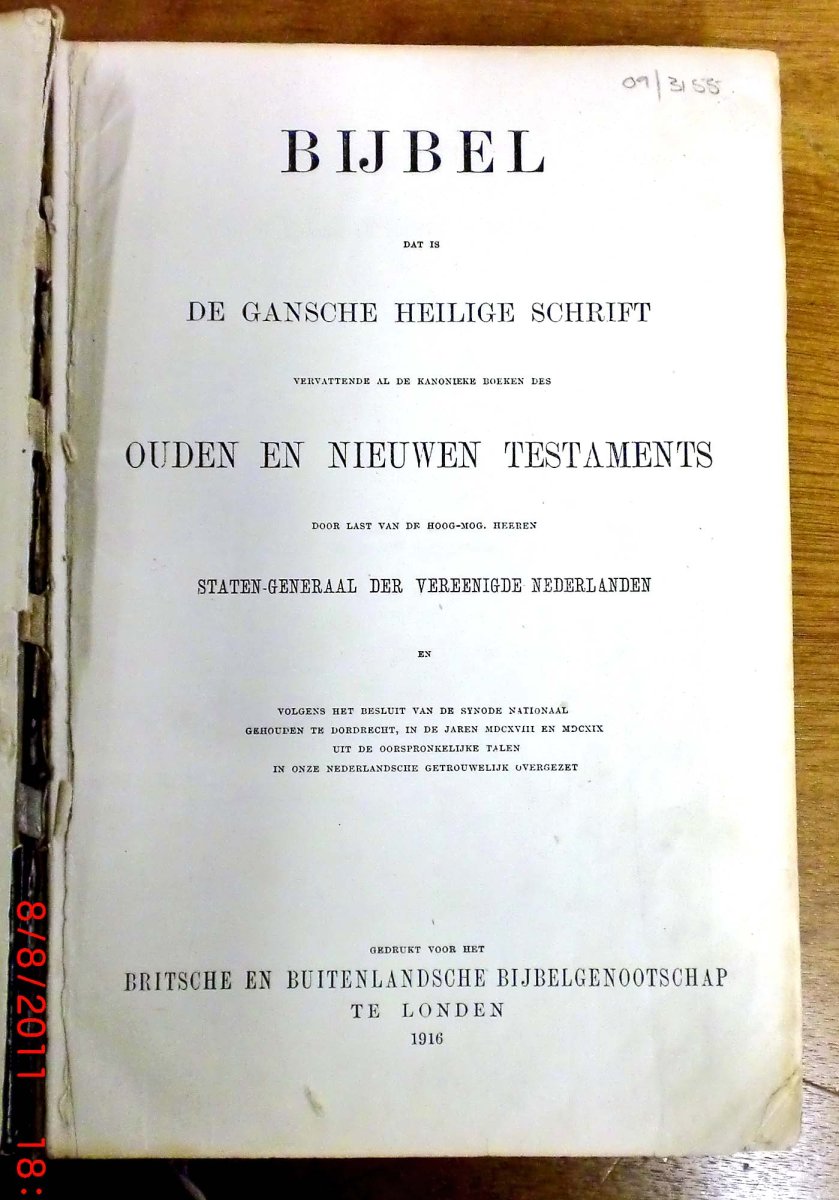 09/3155
BIJBEL
DAT IS
DE GANSCHE HEILIGE SCHRIFT
VERVATTENDE AL DE KANONIEKE BOEKEN DES
OUDEN EN NIEUWEN TESTAMENTS
DOOR LAST VAN DE HOOG-MOG. HEEREN
STATEN-GENERAAL DER VEREENIGDE NEDERLANDEN
EN
VOLGENS HET BESLUIT VAN DE SYNODE NATIONAAL
GEHOUDEN TE DORDRECHT, IN DE JAREN MDCXVIII EN MDCXIX
UIT DE OORSPRONKELIJKE TALEN
IN ONZE NEDERLANDSCHE GETROUWELIJK OVERGEZET
GEDRUKT VOOR HET
BRITSCHE EN BUITENLANDSCHE BIJBELGENOOTSCHAP
TE LONDEN
1916
8/8/2011 18: